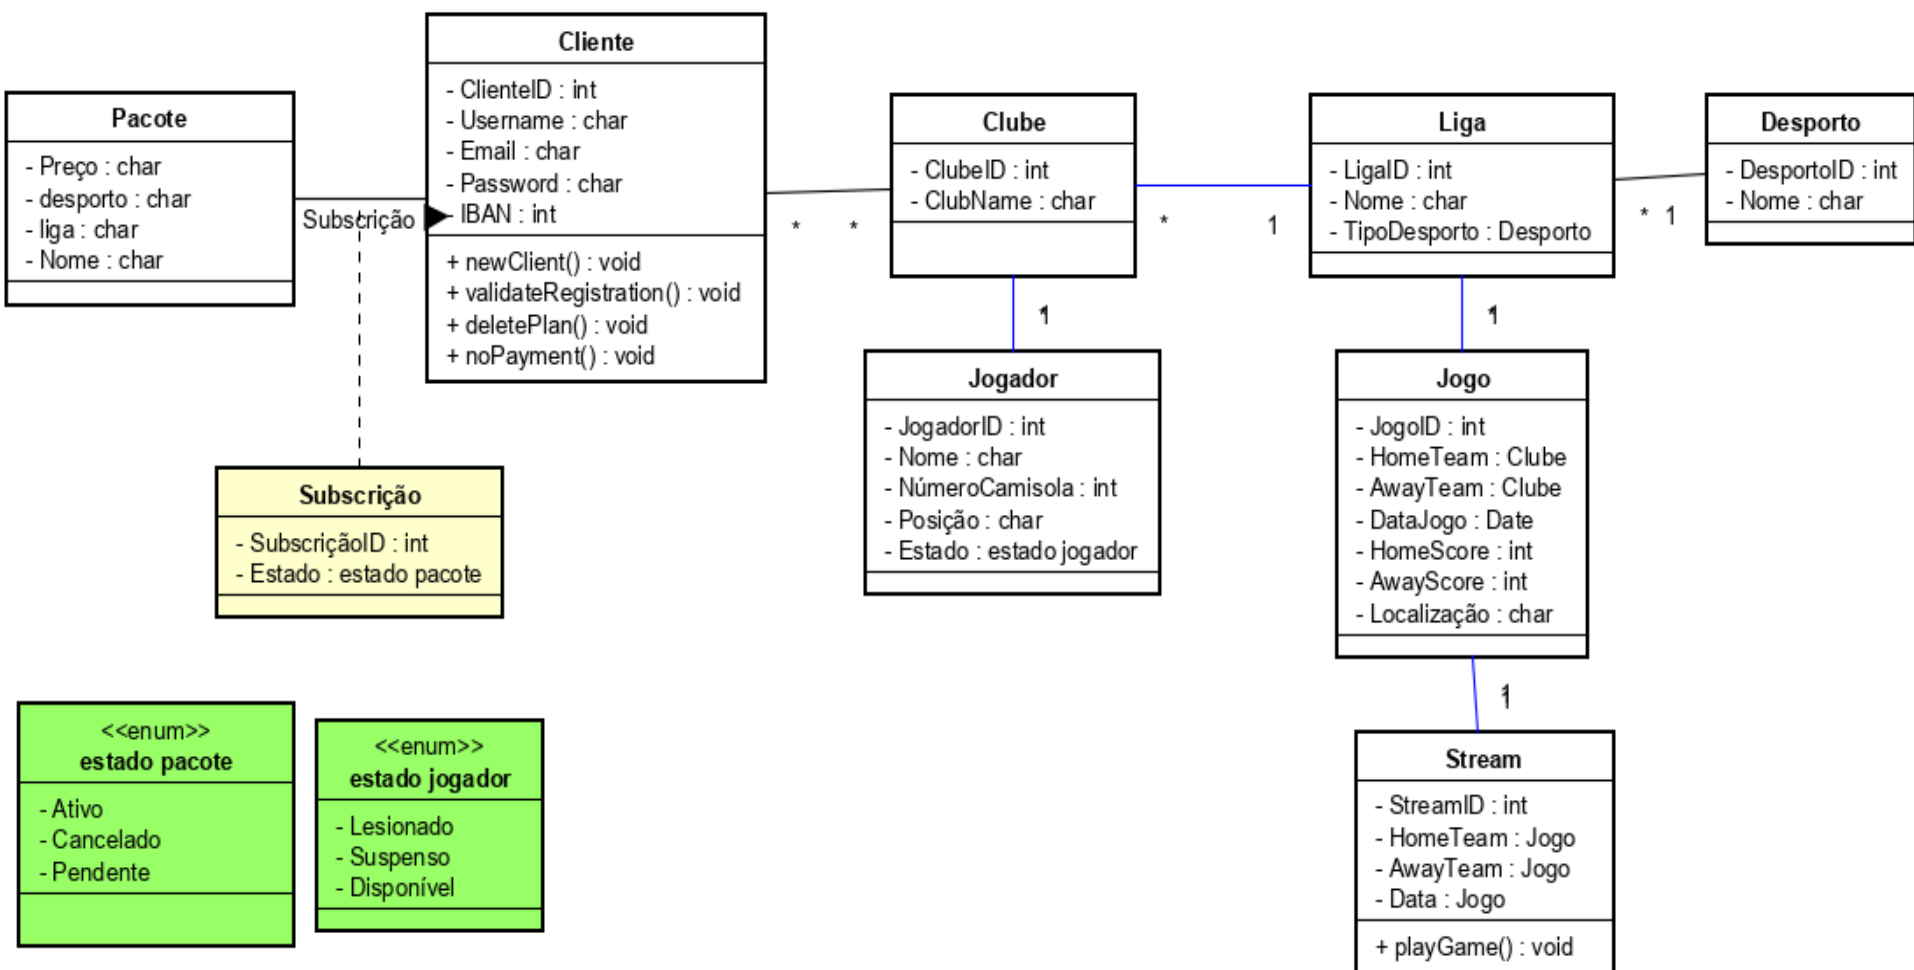 Pacote
- Preço : char
- desporto : char
- liga : char
- Nome : char
Subscrição
Cliente
- ClienteID : int
- Username : char
- Email : char
- Password : char
- IBAN : int
+ newClient() : void
+ validateRegistration() : void
+ deletePlan() : void
+ noPayment() : void
* *
Clube
- ClubeID : int
- ClubName : char
* 1
Liga
- LigaID : int
- Nome : char
- TipoDesporto : Desporto
* 1
Desporto
- DesportoID : int
- Nome : char
1
1
Subscrição
- SubscriçãoID : int
- Estado : estado pacote
Jogador
- JogadorID : int
- Nome : char
- NúmeroCamisola : int
- Posição : char
- Estado : estado jogador
Jogo
- JogoID : int
- HomeTeam : Clube
- AwayTeam : Clube
- DataJogo : Date
- HomeScore : int
- AwayScore : int
- Localização : char
1
<<enum>>
estado pacote
- Ativo
- Cancelado
- Pendente
<<enum>>
estado jogador
- Lesionado
- Suspenso
- Disponível
Stream
- StreamID : int
- HomeTeam : Jogo
- AwayTeam : Jogo
- Data : Jogo
+ playGame() : void